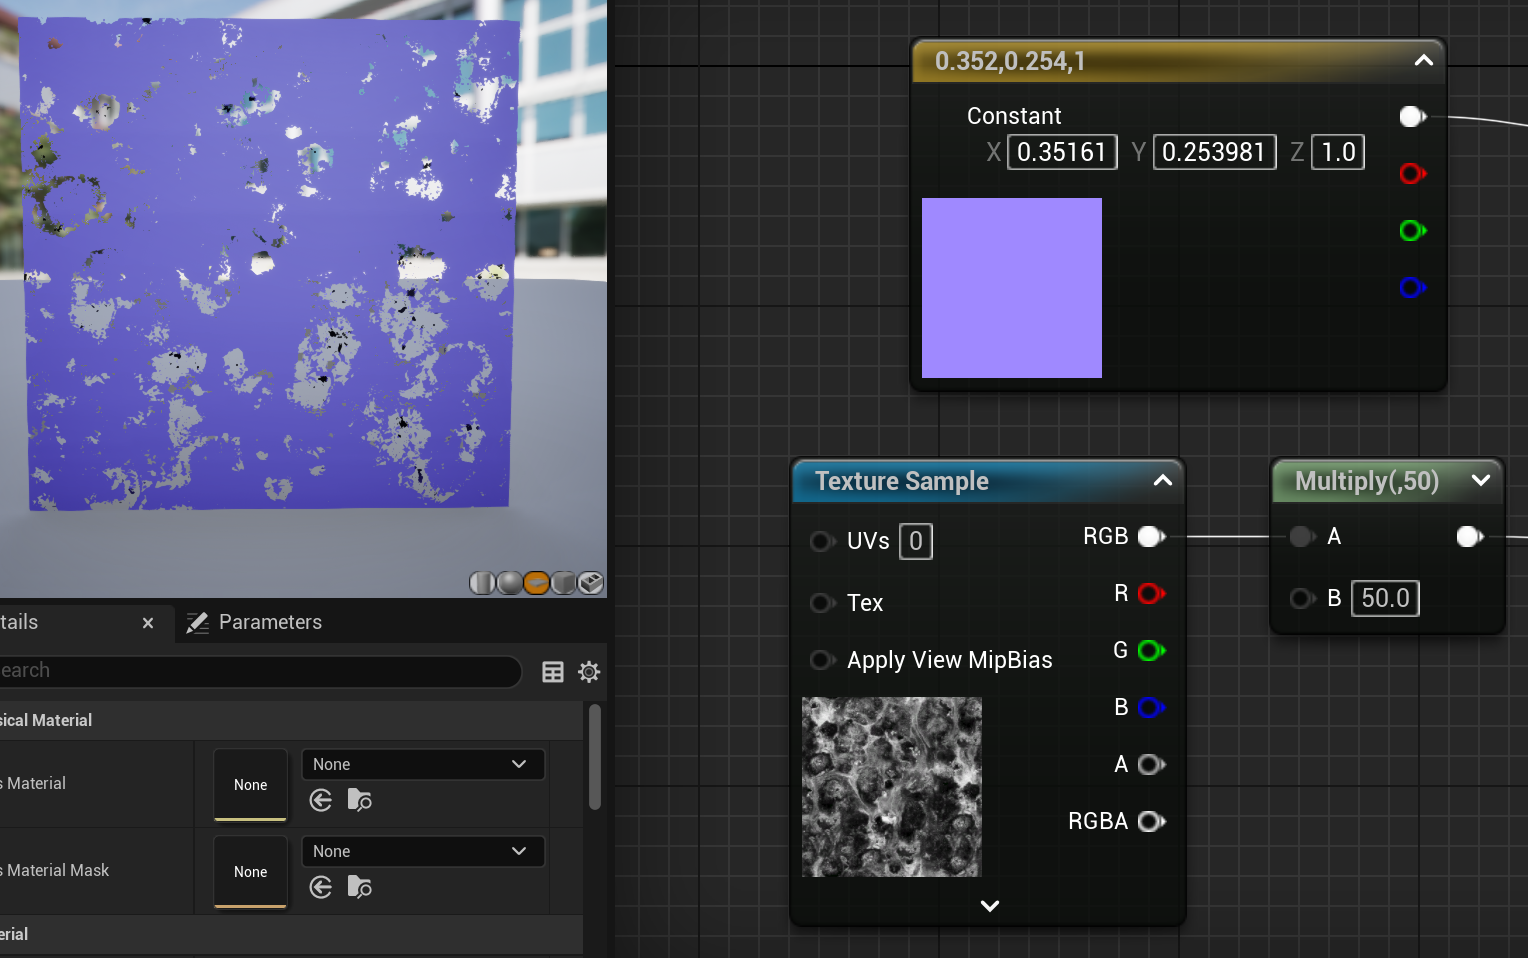 0.352,0.254,1
Constant
X 0.35161 Y 0.253981 Z 1.0
Texture Sample
UVs 0
RGB
Tex
R
Apply View MipBias
G
B
A
RGBA
Multiply(,50)
A
B 50.0
tails
Parameters
earch
sical Material
s Material
None
None
s Material Mask
None
None
erial